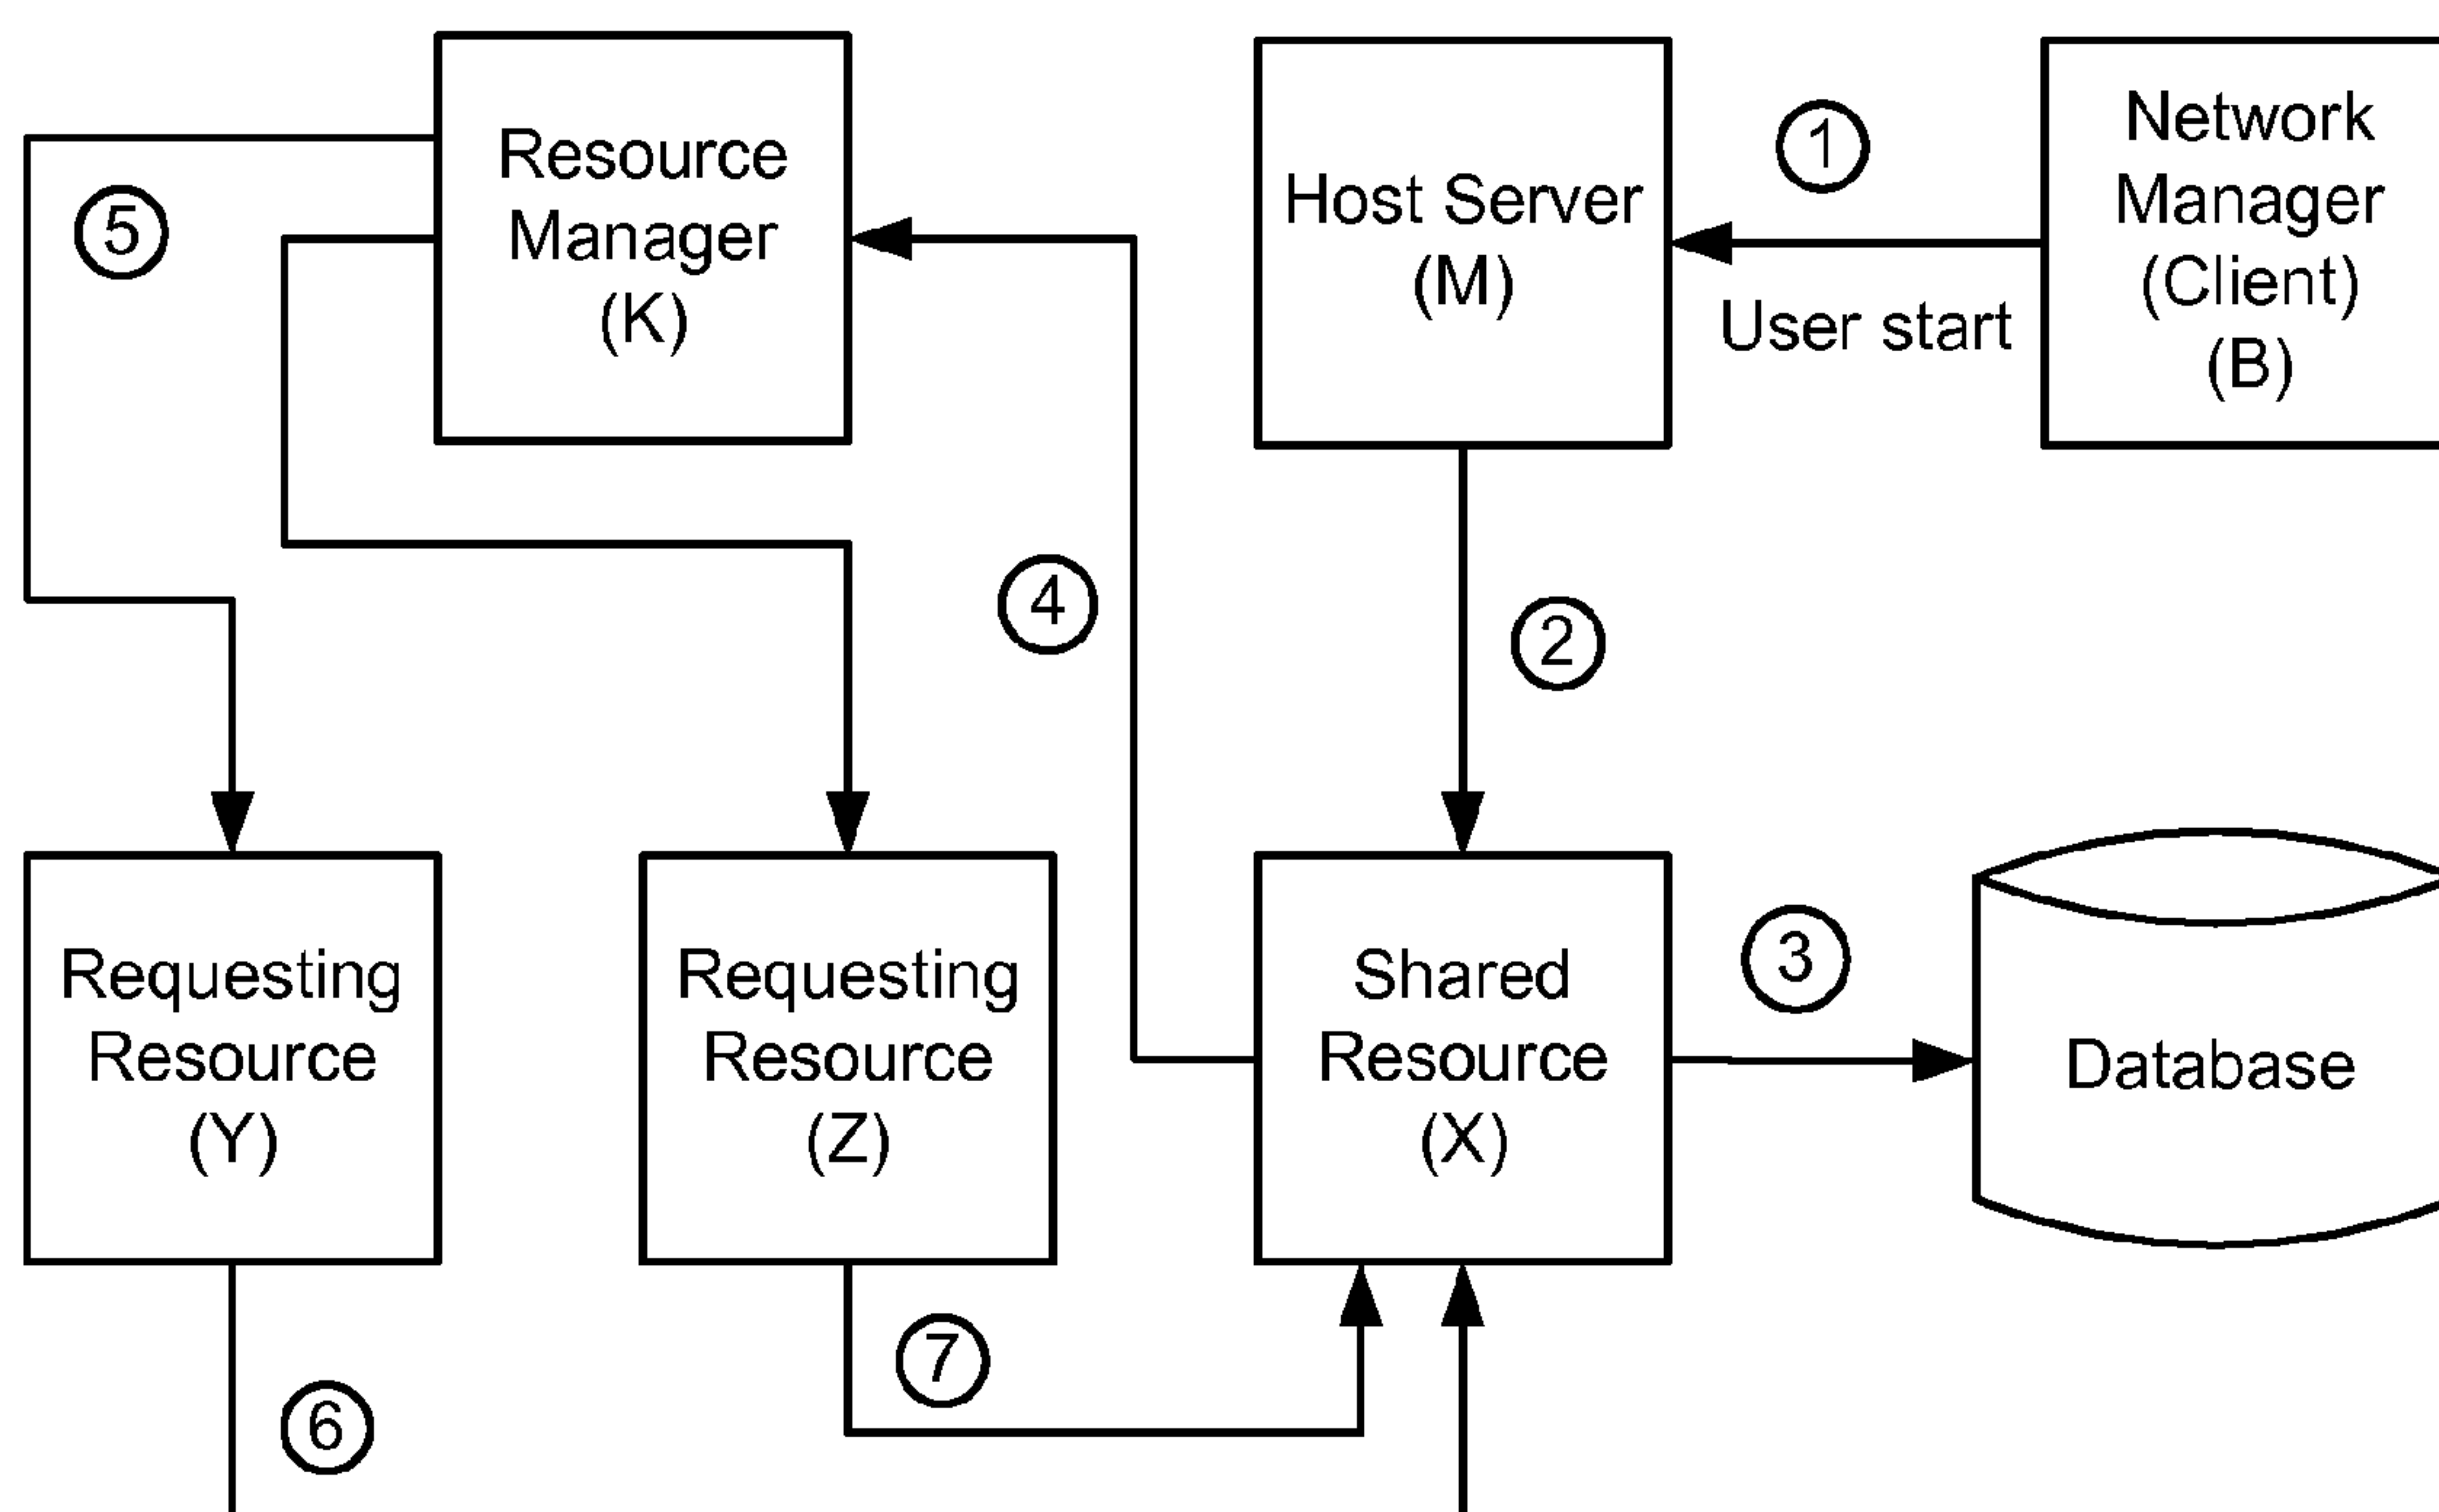 Resource
Manager
(K)
Host Server
(M)
1
User start
Network
Manager
(Client)
(B)
5
4
2
Requesting
Resource
(Y)
Requesting
Resource
(Z)
Shared
Resource
(X)
3
Database
7
6